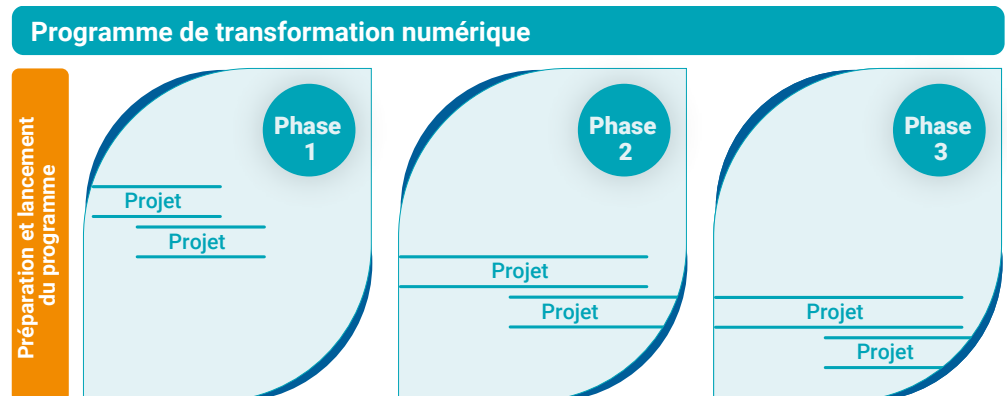 Programme de transformation numérique
Préparation et lancement
du programme
Phase
1
Projet
Projet
Phase
2
Projet
Projet
Phase
3
Projet
Projet